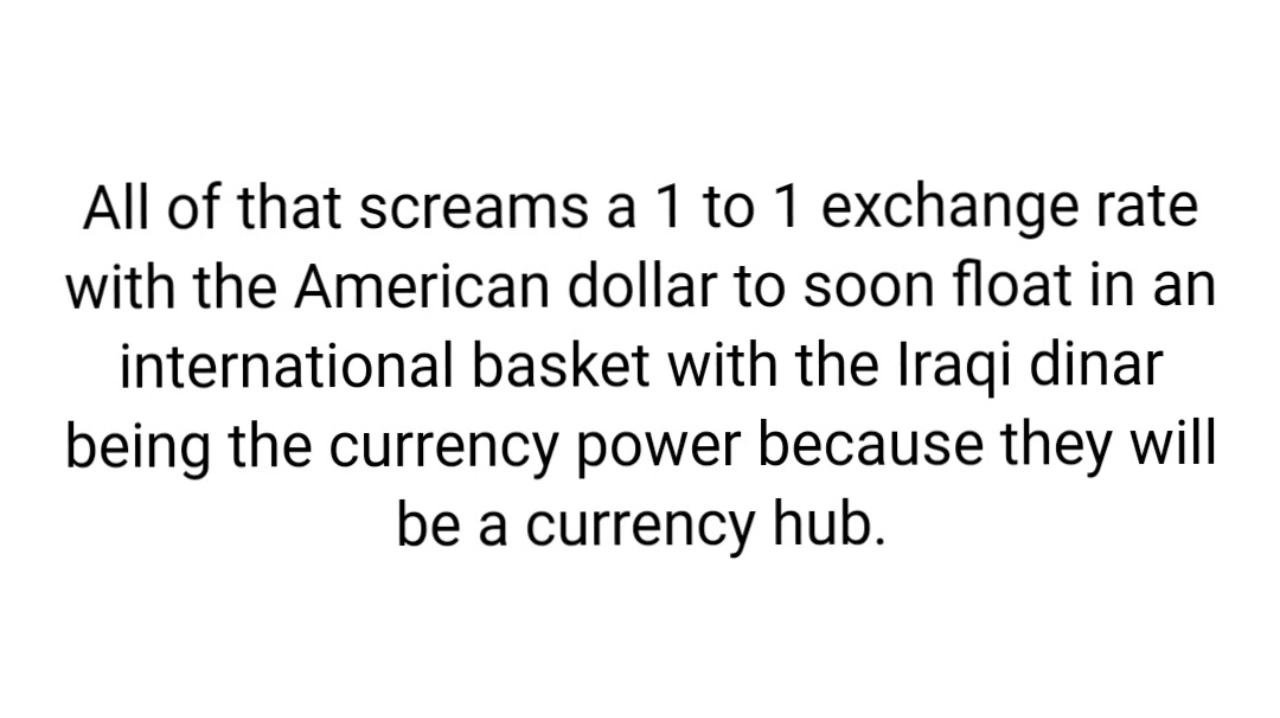 All of that screams a 1 to 1 exchange rate
with the American dollar to soon float in an
international basket with the Iraqi dinar
being the currency power because they will
be a currency hub.